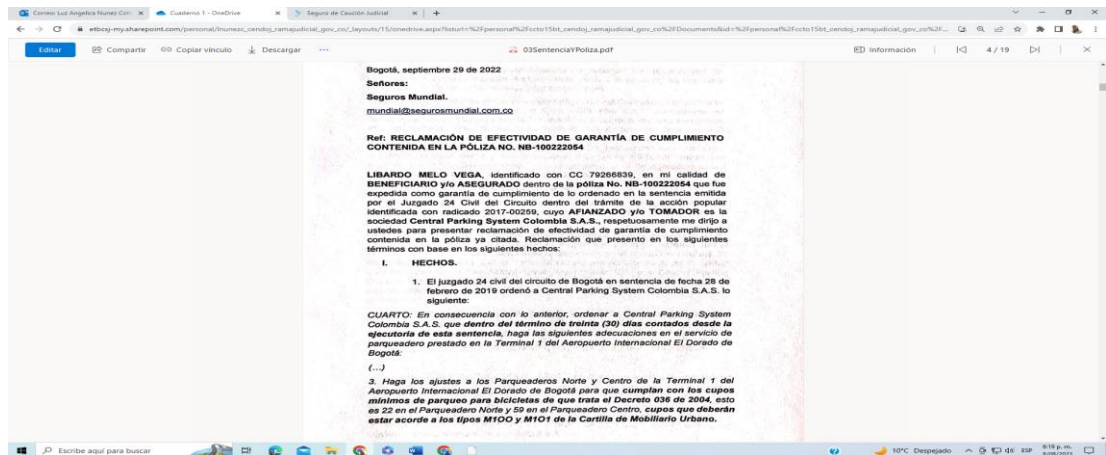 Correo: Luz Angelica Nunez Cort
Cuaderno 1 - OneDrive
Seguro de Caución Judicial
Editar
Compartir
Copiar vínculo
Descargar
03SentenciaYPoliza.pdf
Información
4 / 19
Bogotá, septiembre 29 de 2022
Señores:
Seguros Mundial.
mundial@segurosmundial.com.co
Ref: RECLAMACIÓN DE EFECTIVIDAD DE GARANTÍA DE CUMPLIMIENTO
CONTENIDA EN LA PÓLIZA NO. NB-100222054
LIBARDO MELO VEGA, identificado con CC 79266839, en mi calidad de
BENEFICIARIO y/o ASEGURADO dentro de la póliza No. NB-100222054 que fue
expedida como garantía de cumplimiento de lo ordenado en la sentencia emitida
por el Juzgado 24 Civil del Circuito dentro del trámite de la acción popular
identificada con radicado 2017-00259, cuyo AFIANZADO y/o TOMADOR es la
sociedad Central Parking System Colombia S.A.S., respetuosamente me dirijo a
ustedes para presentar reclamación de efectividad de garantía de cumplimiento
contenida en la póliza ya citada. Reclamación que presento en los siguientes
términos con base en los siguientes hechos:
I. HECHOS.
1. El juzgado 24 civil del circuito de Bogotá en sentencia de fecha 28 de
febrero de 2019 ordenó a Central Parking System Colombia S.A.S. lo
siguiente:
CUARTO: En consecuencia con lo anterior, ordenar a Central Parking System
Colombia S.A.S. que dentro del término de treinta (30) días contados desde la
ejecutoria de esta sentencia, haga las siguientes adecuaciones en el servicio de
parqueadero prestado en la Terminal 1 del Aeropuerto Internacional El Dorado de
Bogotá:
(...)
3. Haga los ajustes a los Parqueaderos Norte y Centro de la Terminal 1 del
Aeropuerto Internacional El Dorado de Bogotá para que cumplan con los cupos
mínimos de parqueo para bicicletas de que trata el Decreto 036 de 2004, esto
es 22 en el Parqueadero Norte y 59 en el Parqueadero Centro, cupos que deberán
estar acorde a los tipos M1OO y M1O1 de la Cartilla de Mobiliario Urbano.
Escribe aquí para buscar
10°C Despejado
ESP